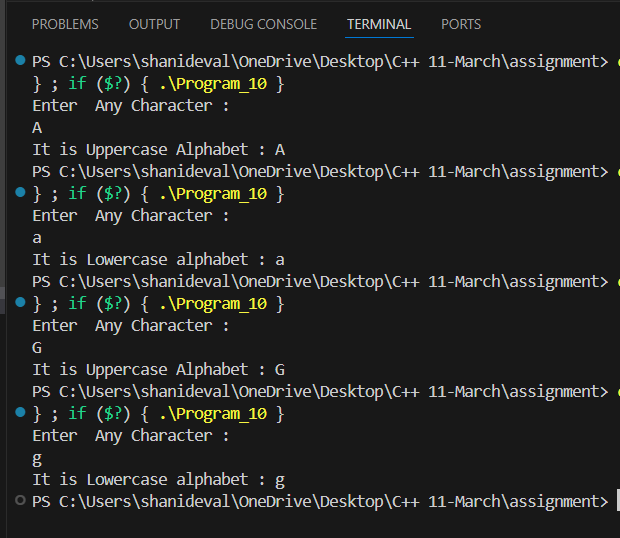 PROBLEMS OUTPUT DEBUG CONSOLE TERMINAL PORTS
PS C:\Users\shanideval\OneDrive\Desktop\C++ 11-March\assignment>
} ; if ($?) { .\Program_10 }
Enter  Any Character :
A
It is Uppercase Alphabet : A
PS C:\Users\shanideval\OneDrive\Desktop\C++ 11-March\assignment>
} ; if ($?) { .\Program_10 }
Enter  Any Character :
a
It is Lowercase alphabet : a
PS C:\Users\shanideval\OneDrive\Desktop\C++ 11-March\assignment>
} ; if ($?) { .\Program_10 }
Enter  Any Character :
G
It is Uppercase Alphabet : G
PS C:\Users\shanideval\OneDrive\Desktop\C++ 11-March\assignment>
} ; if ($?) { .\Program_10 }
Enter  Any Character :
g
It is Lowercase alphabet : g
PS C:\Users\shanideval\OneDrive\Desktop\C++ 11-March\assignment>